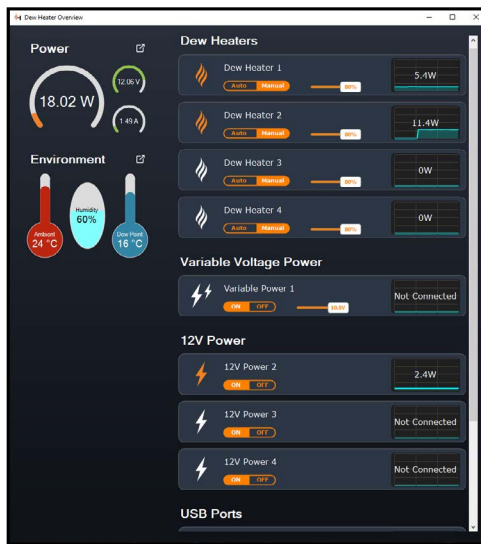 Dew Heater Overview
Power
18.02 W
12.06 V
1.49 A
Environment
Ambient
24 °C
Humidity
60%
Dew Point
16 °C
Dew Heaters
Dew Heater 1
Auto Manual 80%
5.4W
Dew Heater 2
Auto Manual 80%
11.4W
Dew Heater 3
Auto Manual 80%
0W
Dew Heater 4
Auto Manual 80%
0W
Variable Voltage Power
Variable Power 1
ON OFF 10.8V
Not Connected
12V Power
12V Power 2
ON OFF
2.4W
12V Power 3
ON OFF
Not Connected
12V Power 4
ON OFF
Not Connected
USB Ports